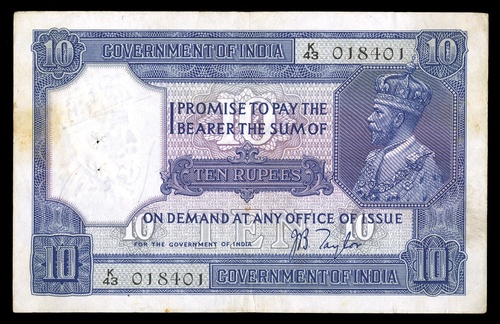 10 GOVERNMENT OF INDIA K/43 018401 10
I PROMISE TO PAY THE
BEARER THE SUM OF
10
TEN RUPEES
ON DEMAND AT ANY OFFICE OF ISSUE
10 TEN 10
FOR THE GOVERNMENT OF INDIA
J B Taylor
10 K/43 018401 GOVERNMENT OF INDIA 10